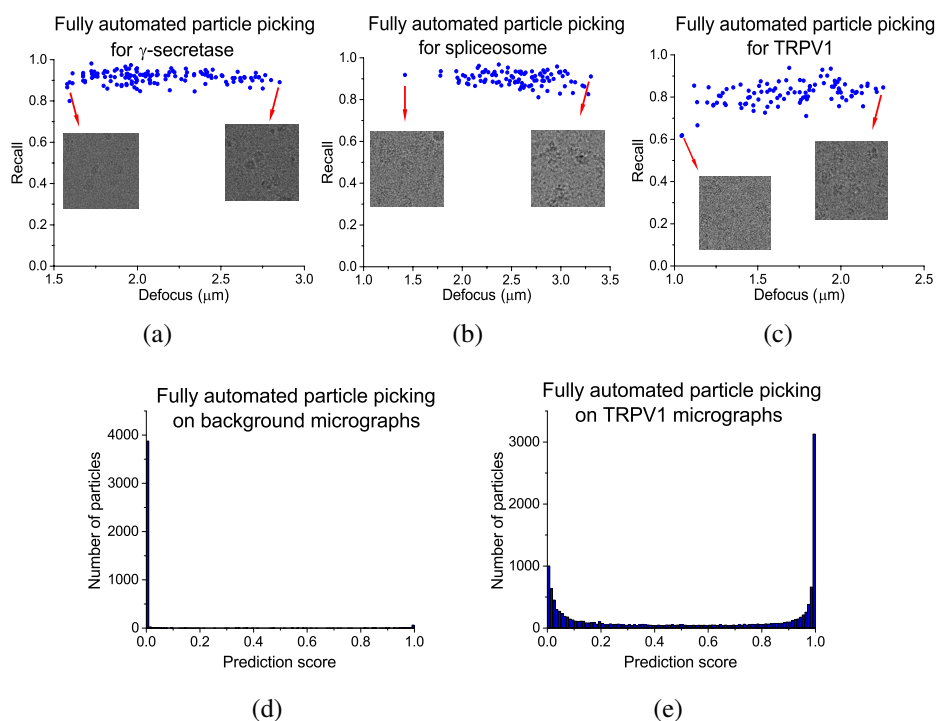 Fully automated particle picking
for γ-secretase
1.0
0.8
0.6
0.4
0.2
0.0
Recall
1.5
2.0
2.5
3.0
Defocus (μm)
(a)
Fully automated particle picking
for spliceosome
1.0
0.8
0.6
0.4
0.2
0.0
Recall
1.0
1.5
2.0
2.5
3.0
3.5
Defocus (μm)
(b)
Fully automated particle picking
for TRPV1
1.0
0.8
0.6
0.4
0.2
0.0
Recall
1.0
1.5
2.0
2.5
Defocus (μm)
(c)
Fully automated particle picking
on background micrographs
4000
3000
2000
1000
0
Number of particles
0.0
0.2
0.4
0.6
0.8
1.0
Prediction score
(d)
Fully automated particle picking
on TRPV1 micrographs
3000
2000
1000
0
Number of particles
0.0
0.2
0.4
0.6
0.8
1.0
Prediction score
(e)